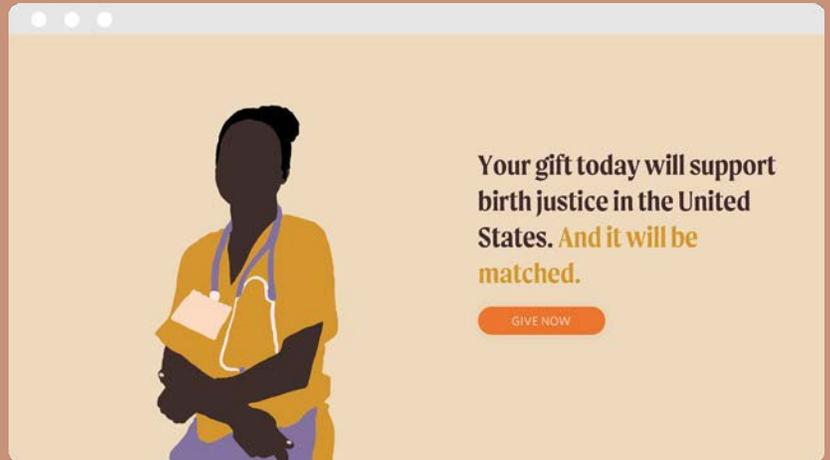 Your gift today will support
birth justice in the United
States. And it will be
matched.
GIVE NOW